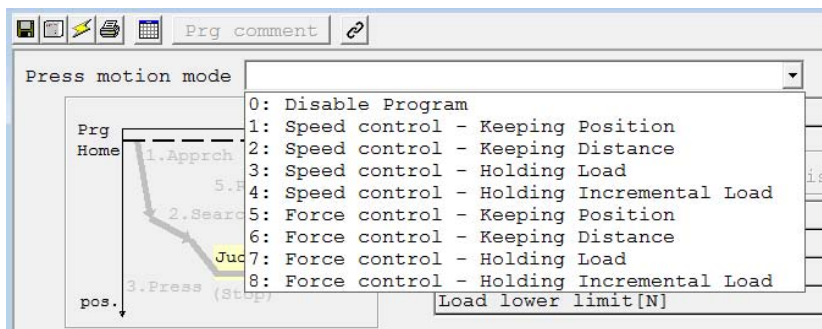 Prg comment
Press motion mode
0: Disable Program
1: Speed control - Keeping Position
2: Speed control - Keeping Distance
3: Speed control - Holding Load
4: Speed control - Holding Incremental Load
5: Force control - Keeping Position
6: Force control - Keeping Distance
7: Force control - Holding Load
8: Force control - Holding Incremental Load
Prg
Home
1.Apprch
2.Searc
Jud
3.Press (Stop)
pos.
Load lower limit[N]